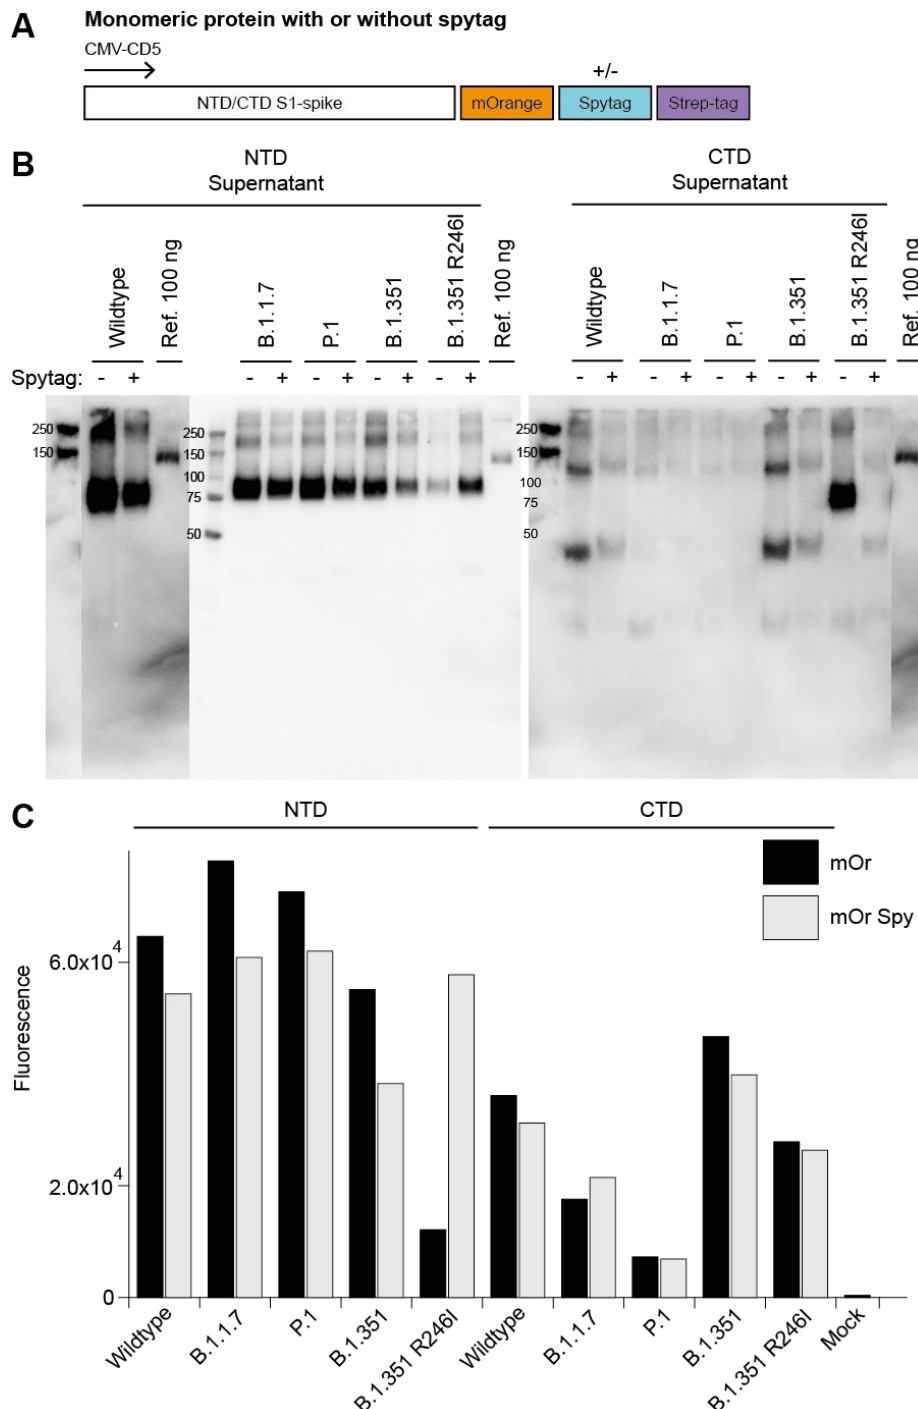 A
Monomeric protein with or without spytag
CMV-CD5
+/-
NTD/CTD S1-spike
mOrange
Spytag
Strep-tag
B
NTD
Supernatant
CTD
Supernatant
Wildtype
Ref. 100 ng
B.1.1.7
P.1
B.1.351
B.1.351 R246I
Ref. 100 ng
Wildtype
B.1.1.7
P.1
B.1.351
B.1.351 R246I
Ref. 100 ng
Spytag: - + - + - + - + - + - + - + - + - + - +
250
150
250
150
100
75
50
250
150
100
75
50
C
NTD
CTD
mOr
mOr Spy
Fluorescence
6.0x10 4
2.0x10 4
0
Wildtype
B.1.1.7
P.1
B.1.351
B.1.351 R246I
Wildtype
B.1.1.7
P.1
B.1.351
B.1.351 R246I
Mock